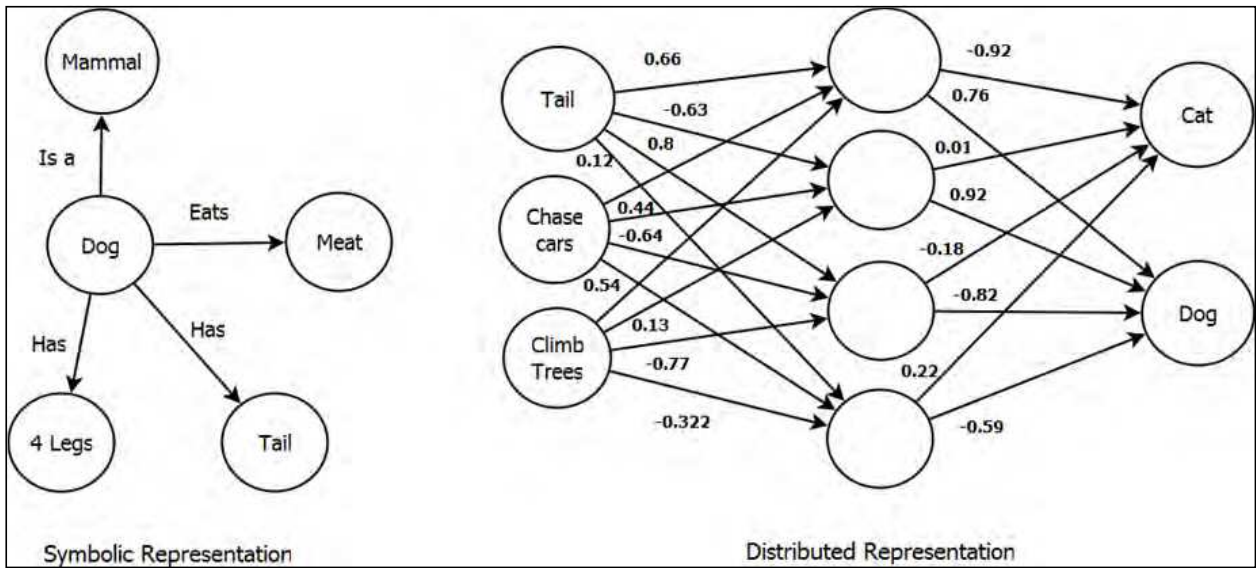 Mammal
Is a
Dog
Eats
Meat
Has
Has
4 Legs
Tail
Symbolic Representation
Tail
Chase
cars
Climb
Trees
0.66
-0.63
0.8
0.12
0.44
-0.64
0.54
0.13
-0.77
-0.322
-0.92
0.76
0.01
0.92
-0.18
-0.82
0.22
-0.59
Cat
Dog
Distributed Representation